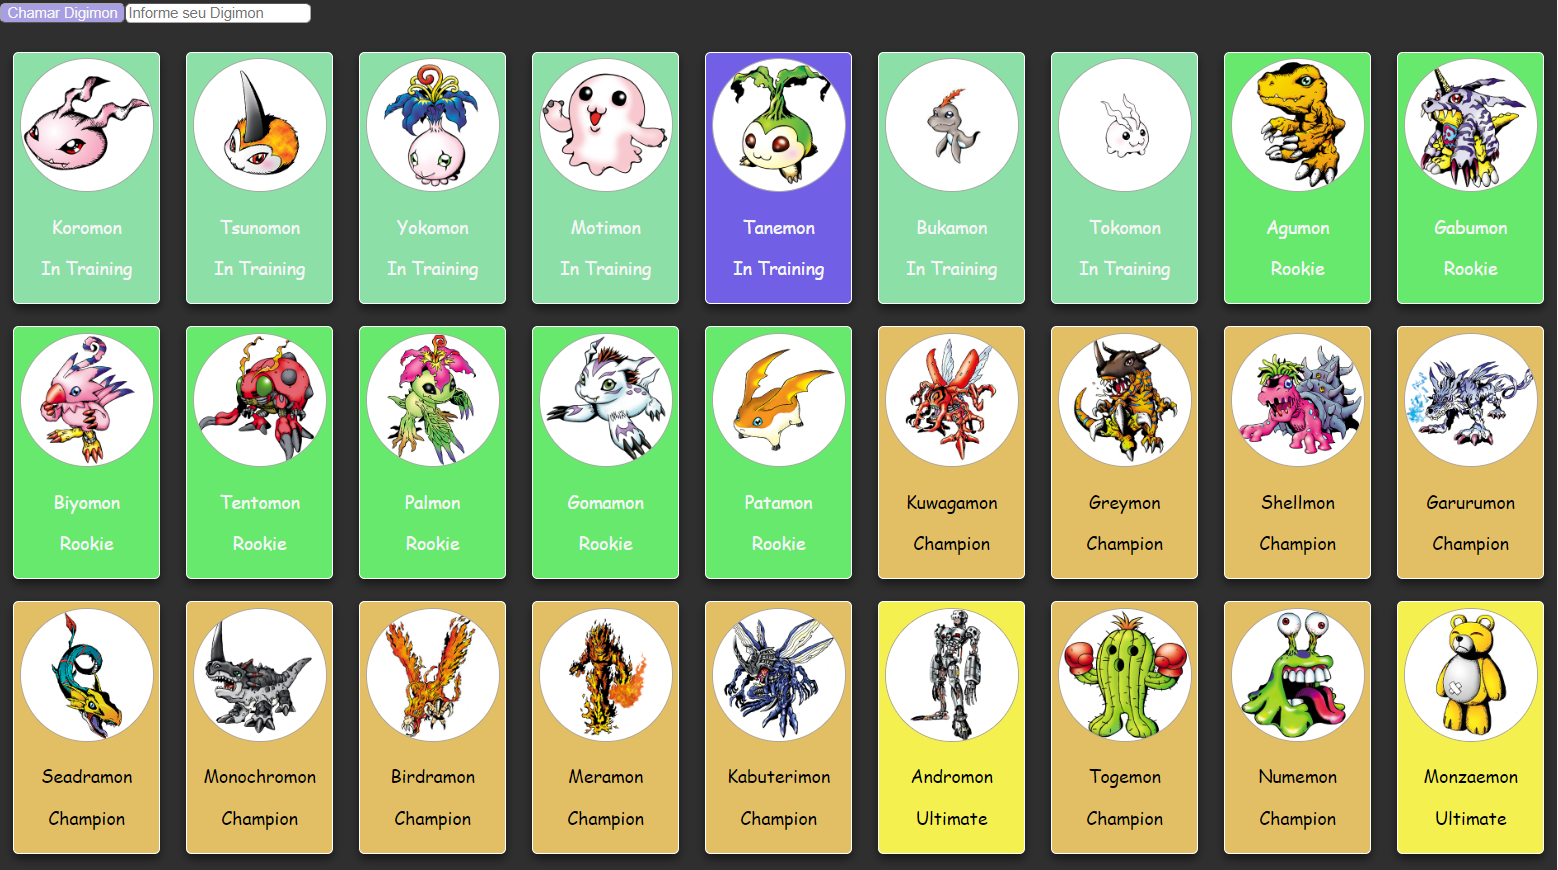 Chamar Digimon Informe seu Digimon
Koromon
In Training
Tsunomon
In Training
Yokomon
In Training
Motimon
In Training
Tanemon
In Training
Bukamon
In Training
Tokomon
In Training
Agumon
Rookie
Gabumon
Rookie
Biyomon
Rookie
Tentomon
Rookie
Palmon
Rookie
Gomamon
Rookie
Patamon
Rookie
Kuwagamon
Champion
Greymon
Champion
Shellmon
Champion
Garurumon
Champion
Seadramon
Champion
Monochromon
Champion
Birdramon
Champion
Meramon
Champion
Kabuterimon
Champion
Andromon
Ultimate
Togemon
Champion
Numemon
Champion
Monzaemon
Ultimate